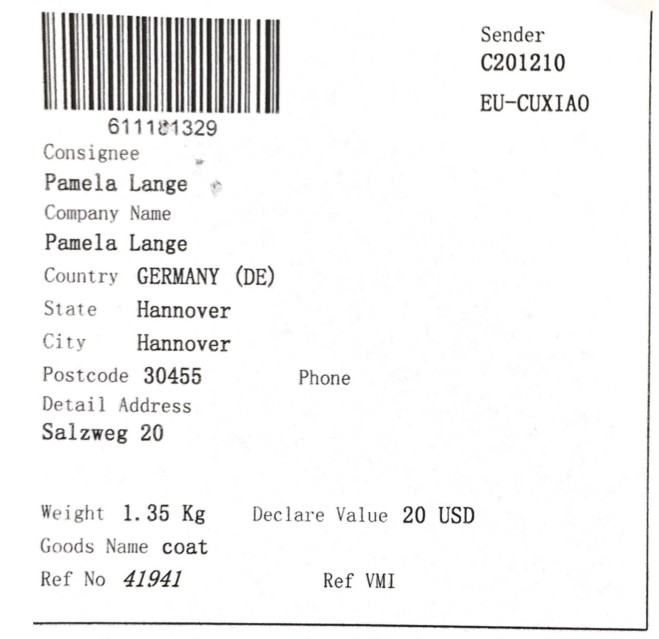 Sender
C201210
EU-CUXIAO
611181329
Consignee
Pamela Lange
Company Name
Pamela Lange
Country GERMANY (DE)
State Hannover
City Hannover
Postcode 30455 Phone
Detail Address
Salzweg 20
Weight 1.35 Kg Declare Value 20 USD
Goods Name coat
Ref No 41941 Ref VMI